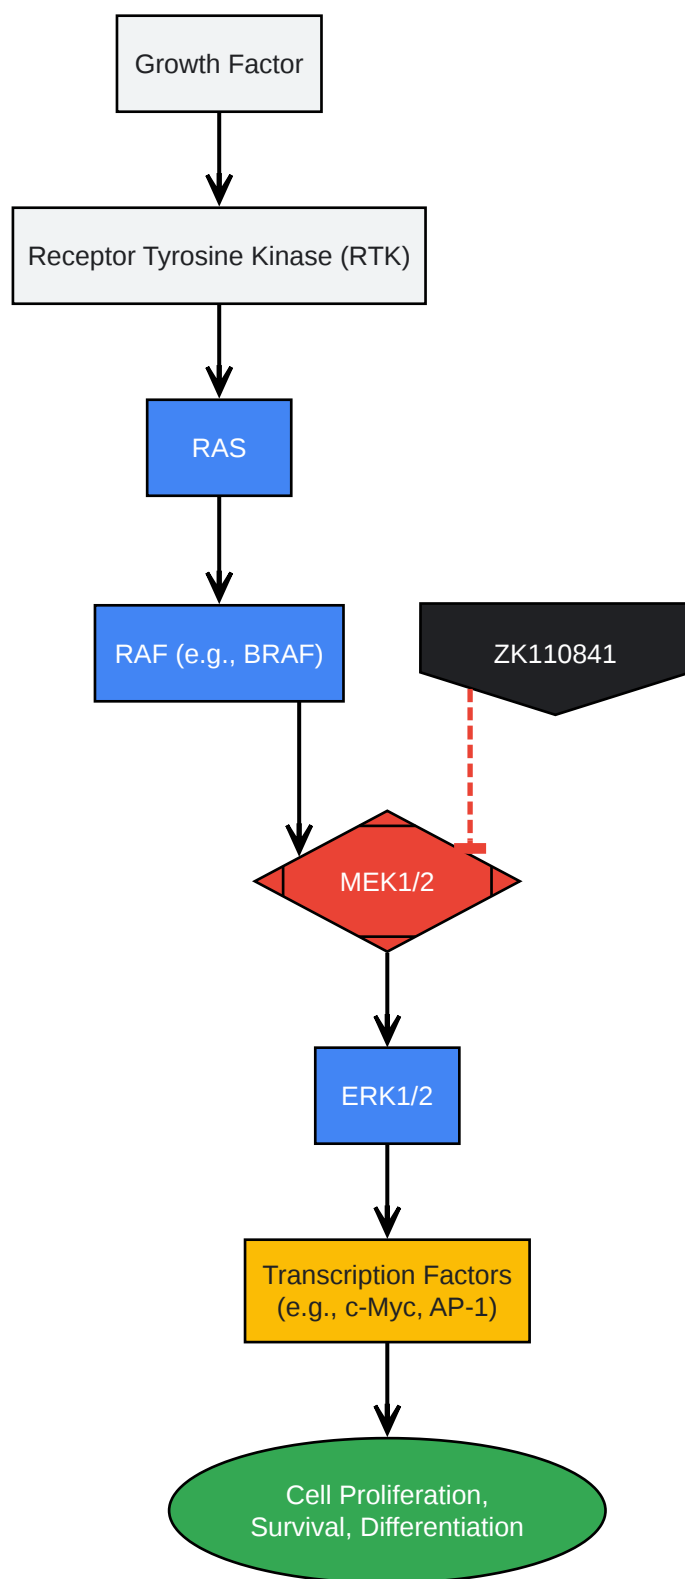 Growth Factor
Receptor Tyrosine Kinase (RTK)
RAS
RAF (e.g., BRAF)
ZK110841
MEK1/2
ERK1/2
Transcription Factors
(e.g., c-Myc, AP-1)
Cell Proliferation,
Survival, Differentiation